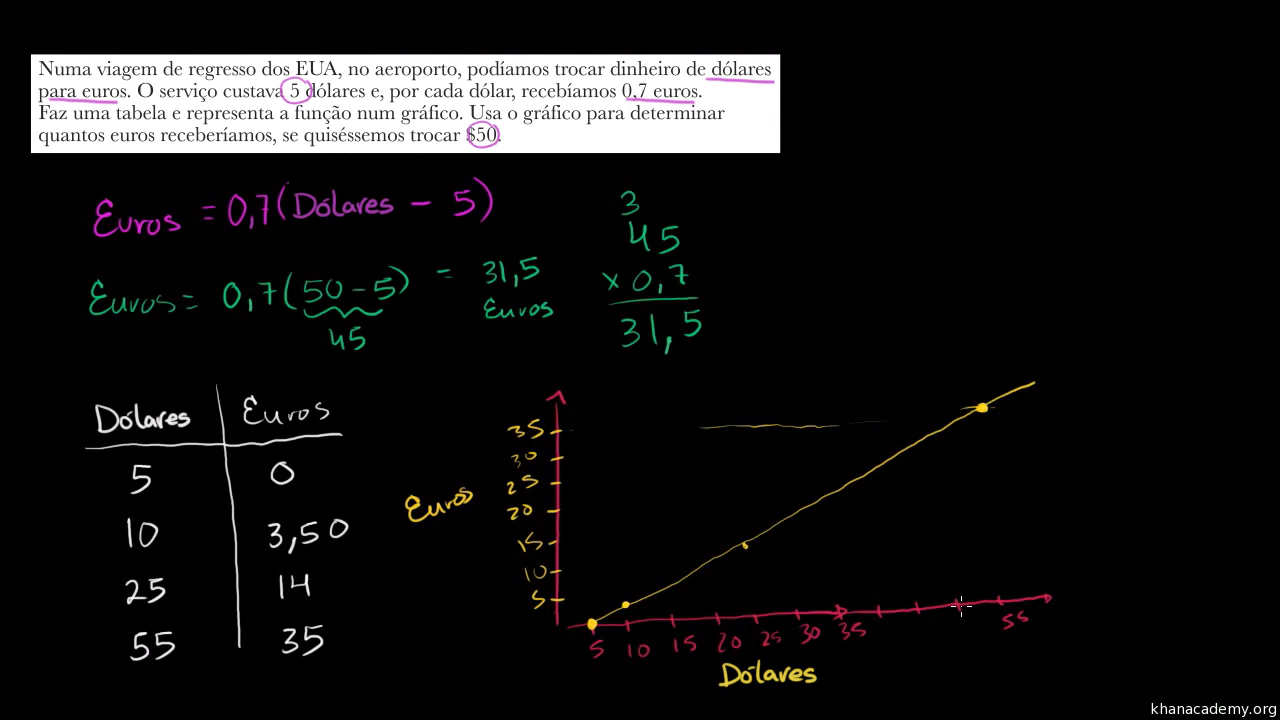 Numa viagem de regresso dos EUA, no aeroporto, podíamos trocar dinheiro de dólares
para euros. O serviço custava 5 dólares e, por cada dólar, recebíamos 0,7 euros.
Faz uma tabela e representa a função num gráfico. Usa o gráfico para determinar
quantos euros receberíamos, se quiséssemos trocar $50.
Euros = 0,7(Dólares - 5)
Euros = 0,7(50-5) = 31,5
Euros
45
3
45
x 0,7
31,5
Dólares Euros
5 0
10 3,50
25 14
55 35
Euros
35
30
25
20
15
10
5
5 10 15 20 25 30 35 55
Dólares
khanacademy.org